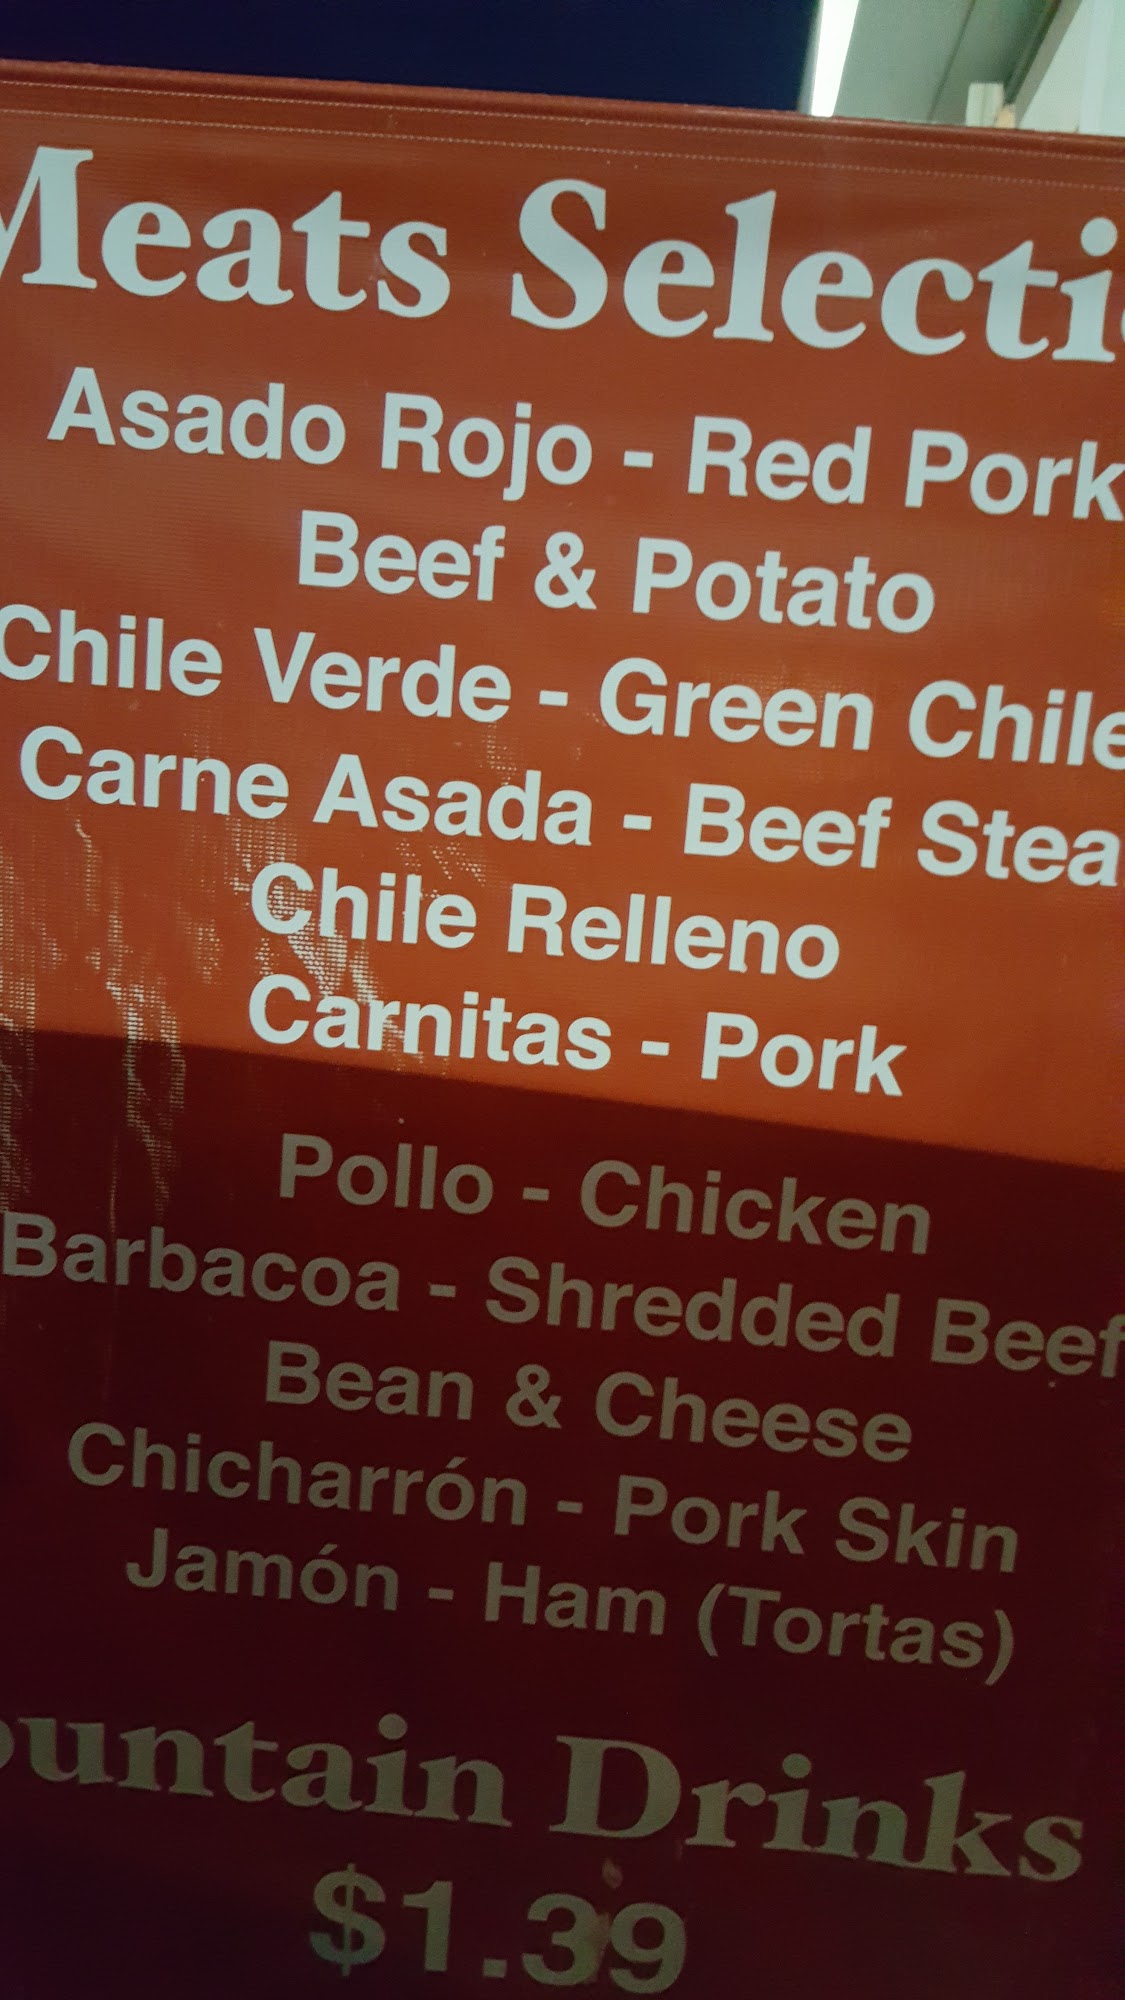 Meats Selecti
Asado Rojo - Red Pork
Beef & Potato
Chile Verde - Green Chile
Carne Asada - Beef Stea
Chile Relleno
Carnitas - Pork
Pollo - Chicken
Barbacoa - Shredded Beef
Bean & Cheese
Chicharrón - Pork Skin
Jamón - Ham (Tortas)
ountain Drinks
$1.39